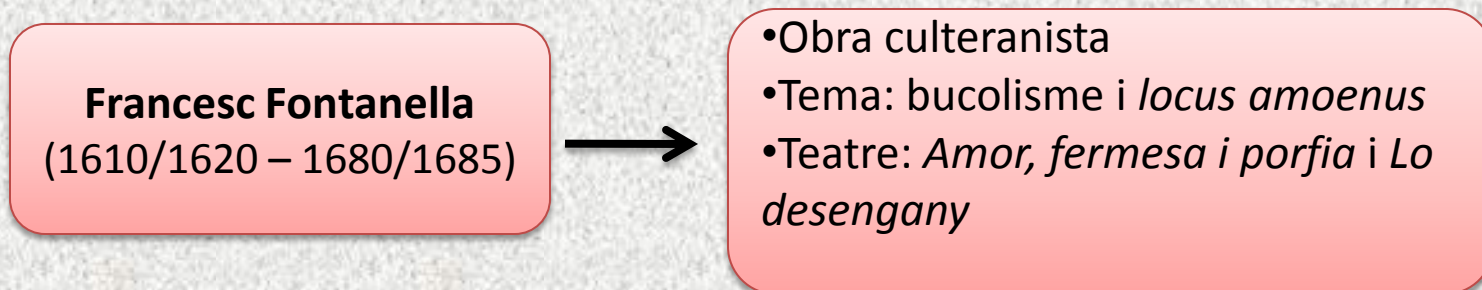 Francesc Fontanella
(1610/1620 – 1680/1685)
•Obra culteranista
•Tema: bucolisme i locus amoenus
•Teatre: Amor, fermesa i porfia i Lo
desengany